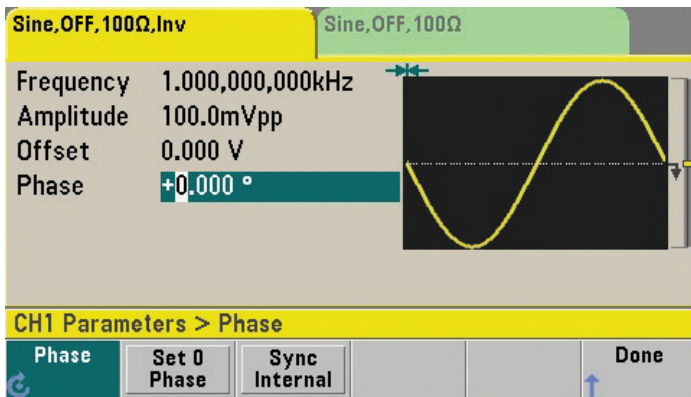 Sine,OFF,100Ω,Inv
Sine,OFF,100Ω
Frequency 1.000,000,000kHz
Amplitude 100.0mVpp
Offset 0.000 V
Phase +0.000 °
CH1 Parameters > Phase
Phase
Set 0
Phase
Sync
Internal
Done